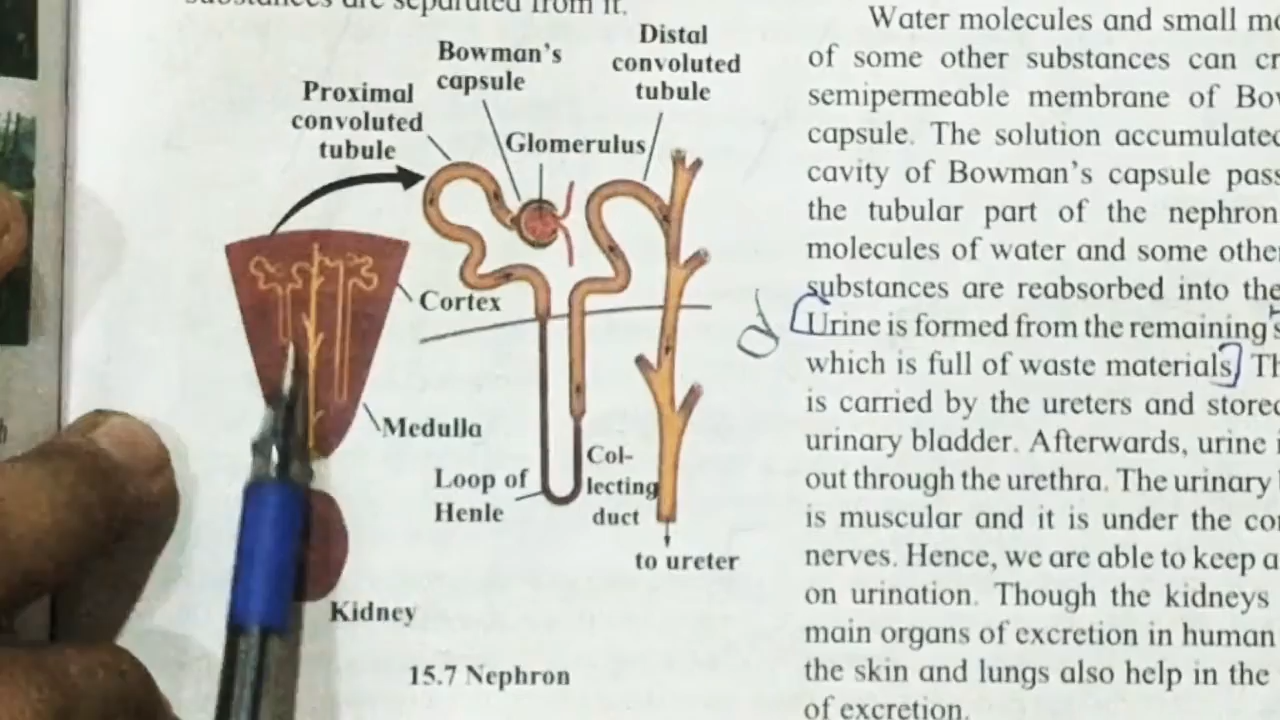 substances are separated from it.
Proximal
convoluted
tubule
Bowman's
capsule
Glomerulus
Distal
convoluted
tubule
Cortex
Medulla
Loop of
Henle
Col-
lecting
duct
to ureter
Kidney
15.7 Nephron
Water molecules and small
of some other substances can
semipermeable membrane of
capsule. The solution accumulated
cavity of Bowman's capsule
the tubular part of the nephron
molecules of water and some
substances are reabsorbed into the
Urine is formed from the remaining
which is full of waste materials.
is carried by the ureters and
urinary bladder. Afterwards, urine
out through the urethra. The urinary
is muscular and it is under the
nerves. Hence, we are able to keep a
on urination. Though the kidneys
main organs of excretion in human
the skin and lungs also help in the
of excretion.